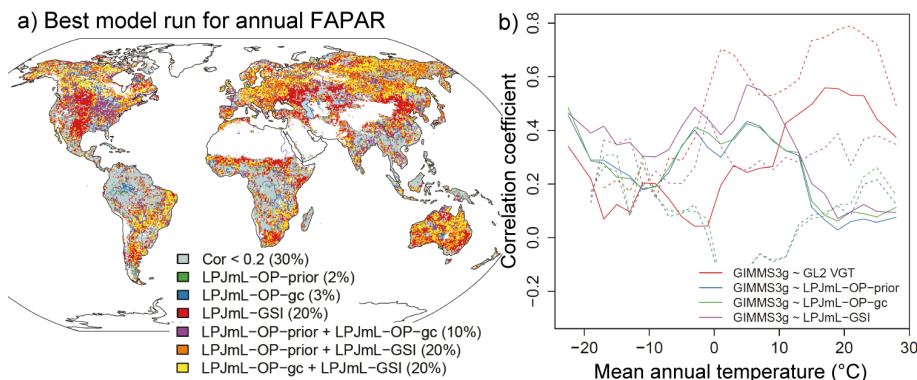 a) Best model run for annual FAPAR
Cor < 0.2 (30%)
LPJmL−OP−prior (2%)
LPJmL−OP−gc (3%)
LPJmL−GSI (20%)
LPJmL−OP−prior + LPJmL−OP−gc (10%)
LPJmL−OP−prior + LPJmL−GSI (20%)
LPJmL−OP−gc + LPJmL−GSI (20%)
b)
Correlation coefficient
0.8
0.6
0.4
0.2
0.0
−0.2
GIMMS3g ~ GL2 VGT
GIMMS3g ~ LPJmL−OP−prior
GIMMS3g ~ LPJmL−OP−gc
GIMMS3g ~ LPJmL−GSI
−20 −10 0 10 20 30
Mean annual temperature (°C)